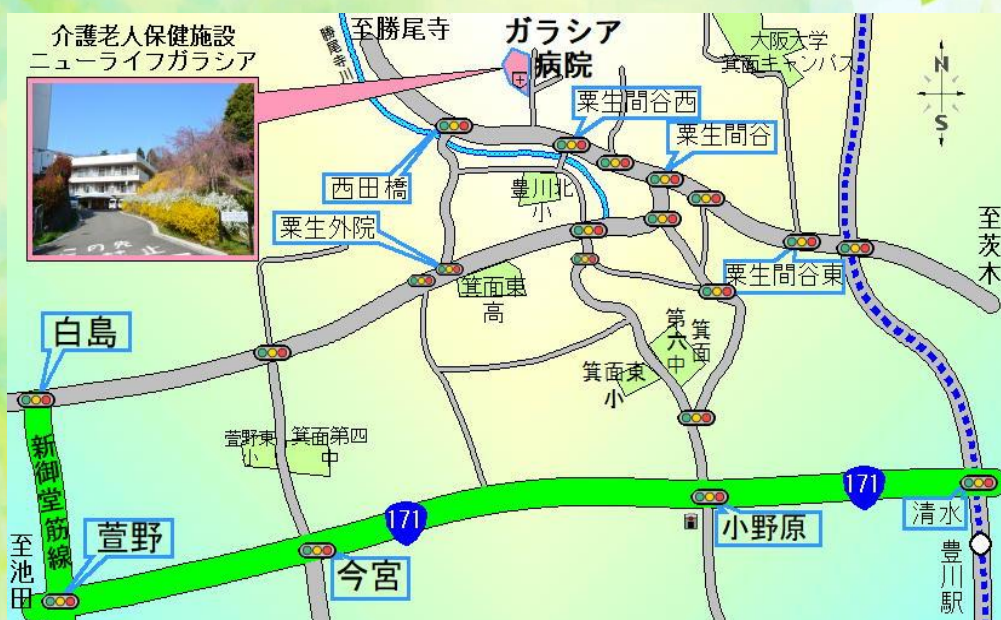 介護老人保健施設
ニューライフガラシア
至勝尾寺
勝尾寺川
ガラシア
病院
大阪大学
箕面キャンパス
N
S
粟生間谷西
粟生間谷
西田橋
豊川北
小
粟生外院
至茨木
粟生間谷東
箕面東
高
白島
第六中
箕面
箕面東
小
萱野東
小
箕面第四
中
新御堂筋線
171
171
小野原
清水
萱野
今宮
至池田
豊川駅